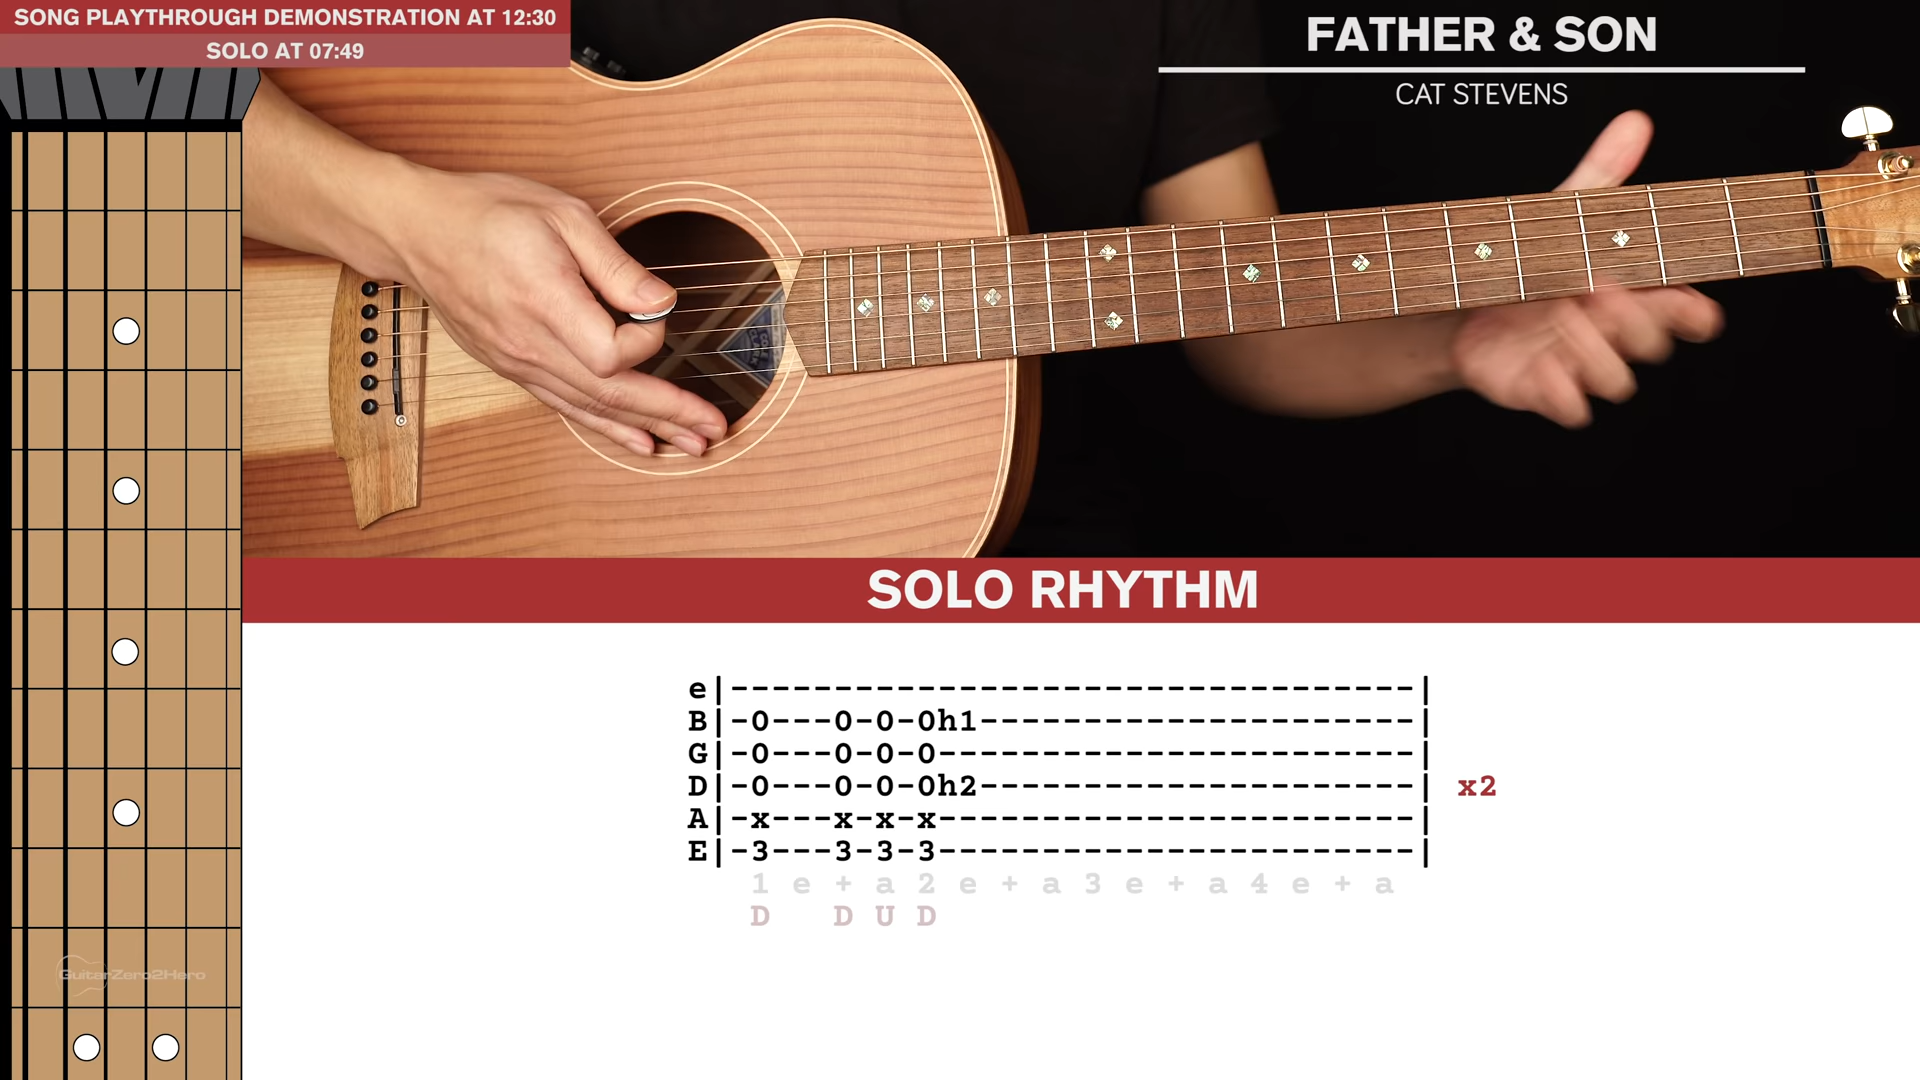 SONG PLAYTHROUGH DEMONSTRATION AT 12:30
SOLO AT 07:49
FATHER & SON
CAT STEVENS
SOLO RHYTHM
e|---------------------------------|
B|-0---0-0-0h1---------------------|
G|-0---0-0-0-----------------------|
D|-0---0-0-0h2---------------------| x2
A|-x---x-x-x-----------------------|
E|-3---3-3-3-----------------------|
1 e + a 2 e + a 3 e + a 4 e + a
D D U D
GuitarZero2Hero